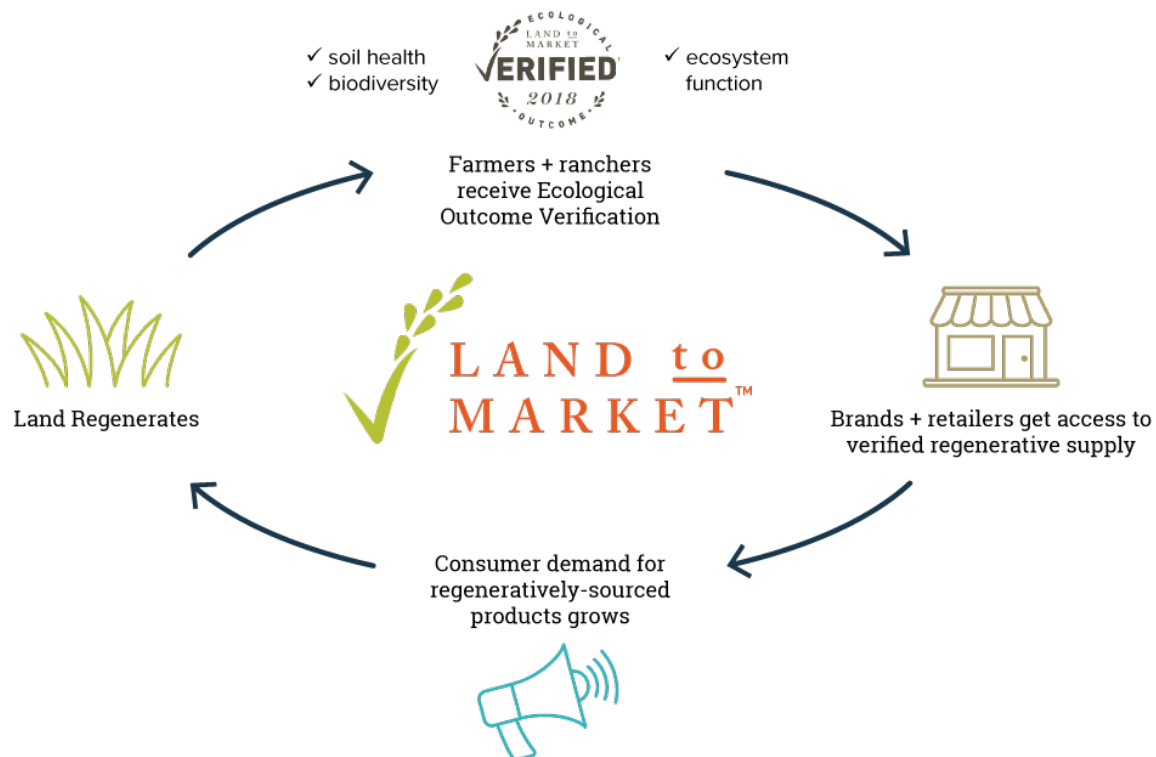 ECOLOGICAL
LAND to
MARKET
VERIFIED
2018
OUTCOME
✓ soil health
✓ biodiversity
✓ ecosystem
function
Farmers + ranchers
receive Ecological
Outcome Verification
Brands + retailers get access to
verified regenerative supply
Consumer demand for
regeneratively-sourced
products grows
Land Regenerates
LAND to
MARKET™